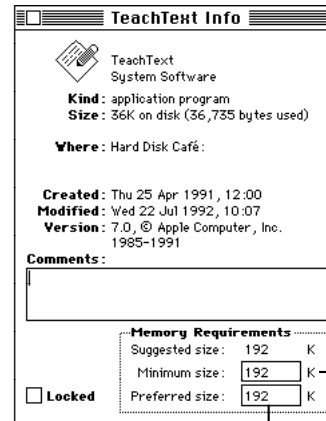 TeachText Info
TeachText
System Software
Kind: application program
Size: 36K on disk (36,735 bytes used)
Where: Hard Disk Café:
Created: Thu 25 Apr 1991, 12:00
Modified: Wed 22 Jul 1992, 10:07
Version: 7.0, © Apple Computer, Inc.
1985-1991
Comments:
Memory Requirements
Suggested size: 192 K
Minimum size: 192 K
Locked Preferred size: 192 K